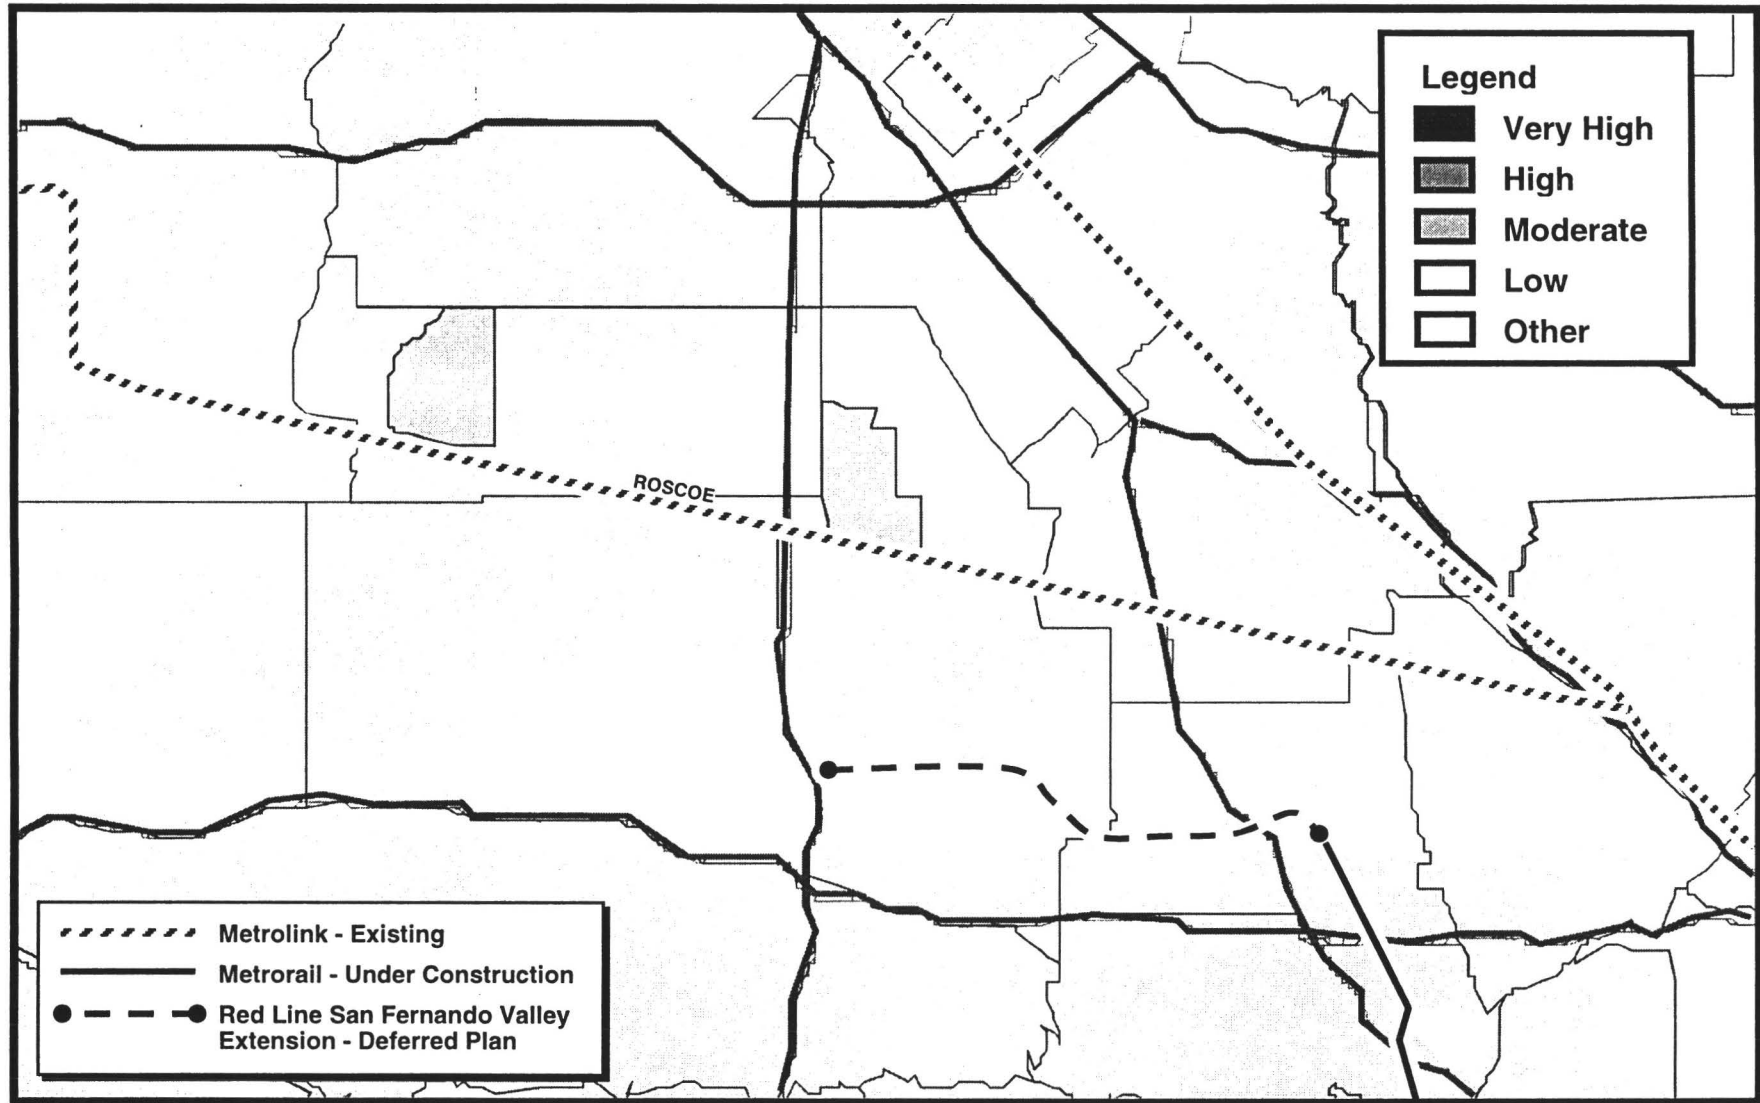 Legend
Very High
High
Moderate
Low
Other
ROSCOE
Metrolink - Existing
Metrorail - Under Construction
Red Line San Fernando Valley
Extension - Deferred Plan